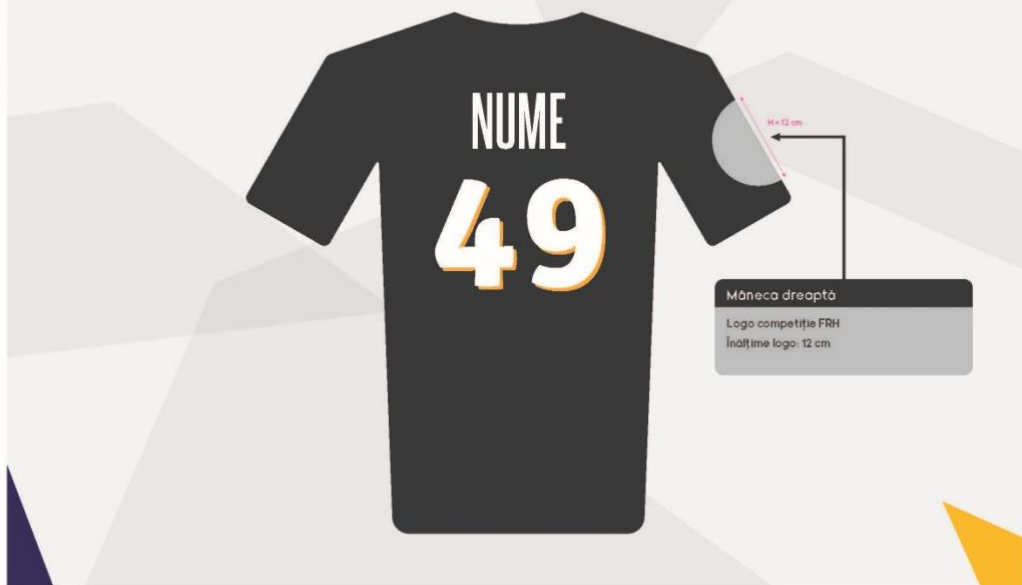 NUME
49
H=12 cm
Mâneca dreaptă
Logo competiție FRH
Înălțime logo: 12 cm